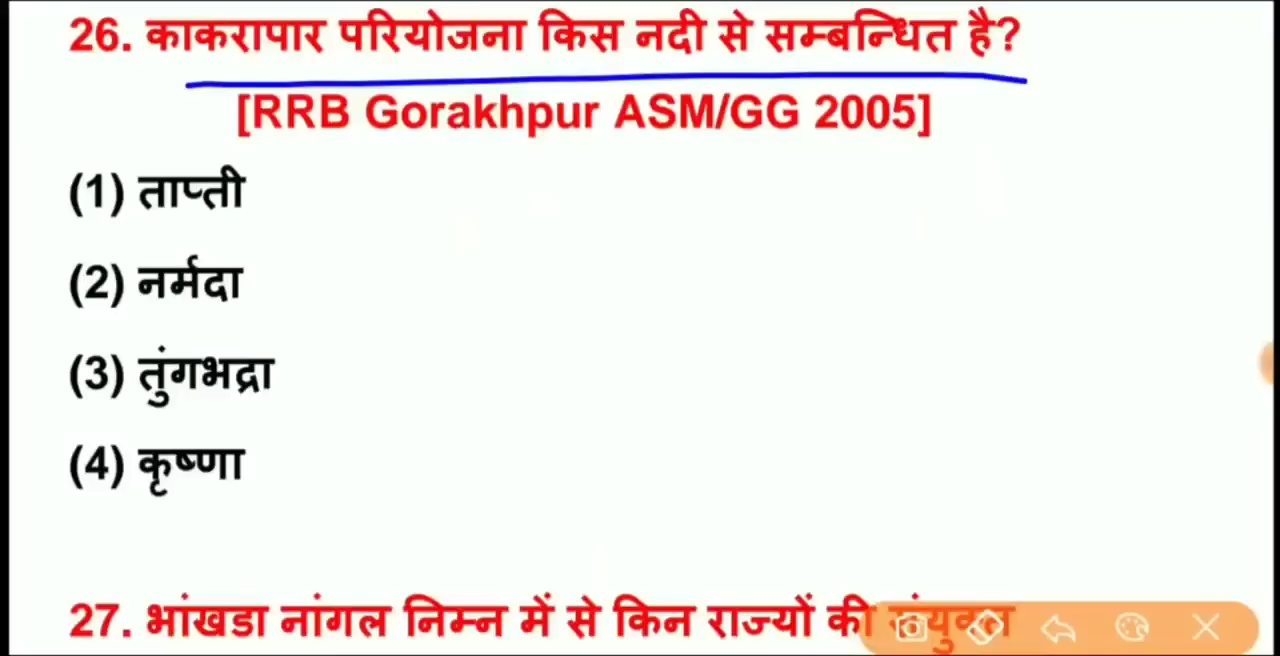 26. काकरापार परियोजना किस नदी से सम्बन्धित है?
[RRB Gorakhpur ASM/GG 2005]
(1) ताप्ती
(2) नर्मदा
(3) तुंगभद्रा
(4) कृष्णा
27. भांखडा नांगल निम्न में से किन राज्यों की संयुक्त